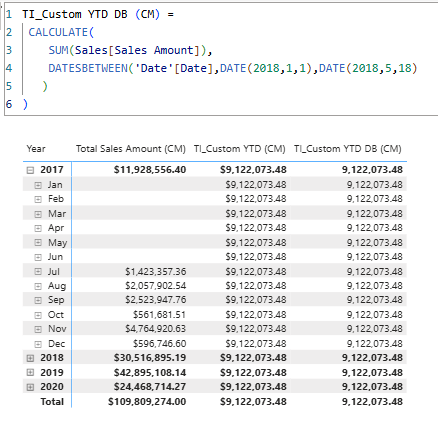 1 TI_Custom YTD DB (CM) =
2 CALCULATE(
3 SUM(Sales[Sales Amount]),
4 DATESBETWEEN('Date'[Date],DATE(2018,1,1),DATE(2018,5,18)
5 )
6 )
Year Total Sales Amount (CM) TI_Custom YTD (CM) TI_Custom YTD DB (CM)
2017 $11,928,556.40 $9,122,073.48 9,122,073.48
Jan $9,122,073.48 9,122,073.48
Feb $9,122,073.48 9,122,073.48
Mar $9,122,073.48 9,122,073.48
Apr $9,122,073.48 9,122,073.48
May $9,122,073.48 9,122,073.48
Jun $9,122,073.48 9,122,073.48
Jul $1,423,357.36 $9,122,073.48 9,122,073.48
Aug $2,057,902.54 $9,122,073.48 9,122,073.48
Sep $2,523,947.76 $9,122,073.48 9,122,073.48
Oct $561,681.51 $9,122,073.48 9,122,073.48
Nov $4,764,920.63 $9,122,073.48 9,122,073.48
Dec $596,746.60 $9,122,073.48 9,122,073.48
2018 $30,516,895.19 $9,122,073.48 9,122,073.48
2019 $42,895,108.14 $9,122,073.48 9,122,073.48
2020 $24,468,714.27 $9,122,073.48 9,122,073.48
Total $109,809,274.00 $9,122,073.48 9,122,073.48